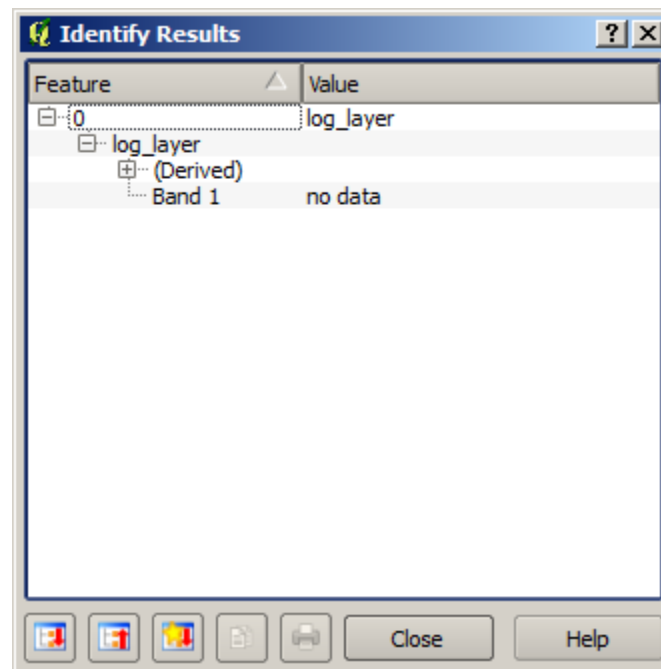 Identify Results
Feature Value
0 log_layer
log_layer
(Derived)
Band 1 no data
Close Help